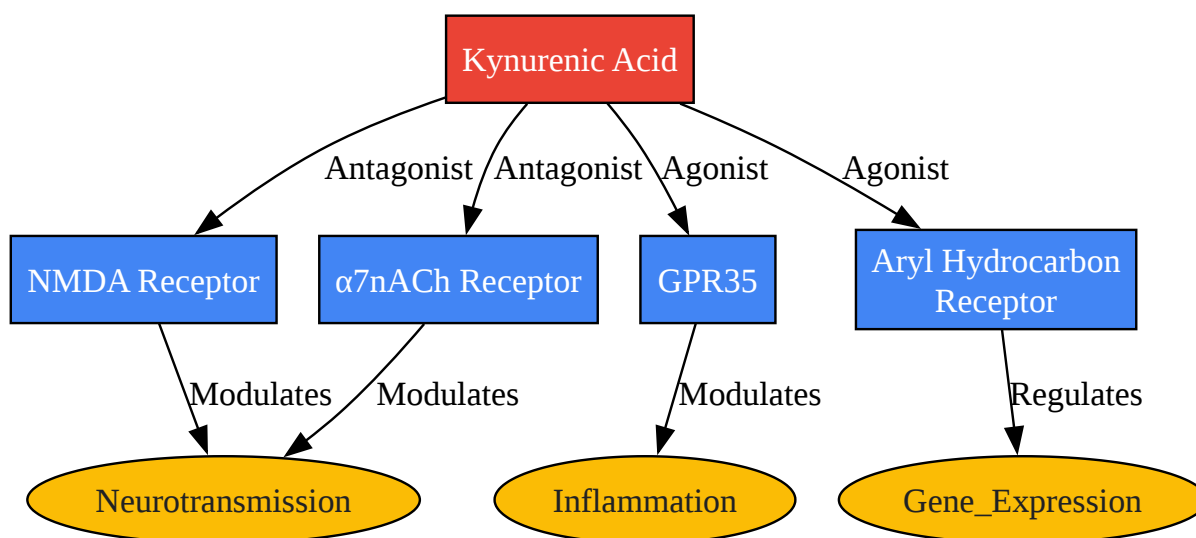 Kynurenic Acid
Antagonist
Antagonist
Agonist
Agonist
NMDA Receptor
α7nACh Receptor
GPR35
Aryl Hydrocarbon
Receptor
Modulates
Modulates
Modulates
Regulates
Neurotransmission
Inflammation
Gene_Expression